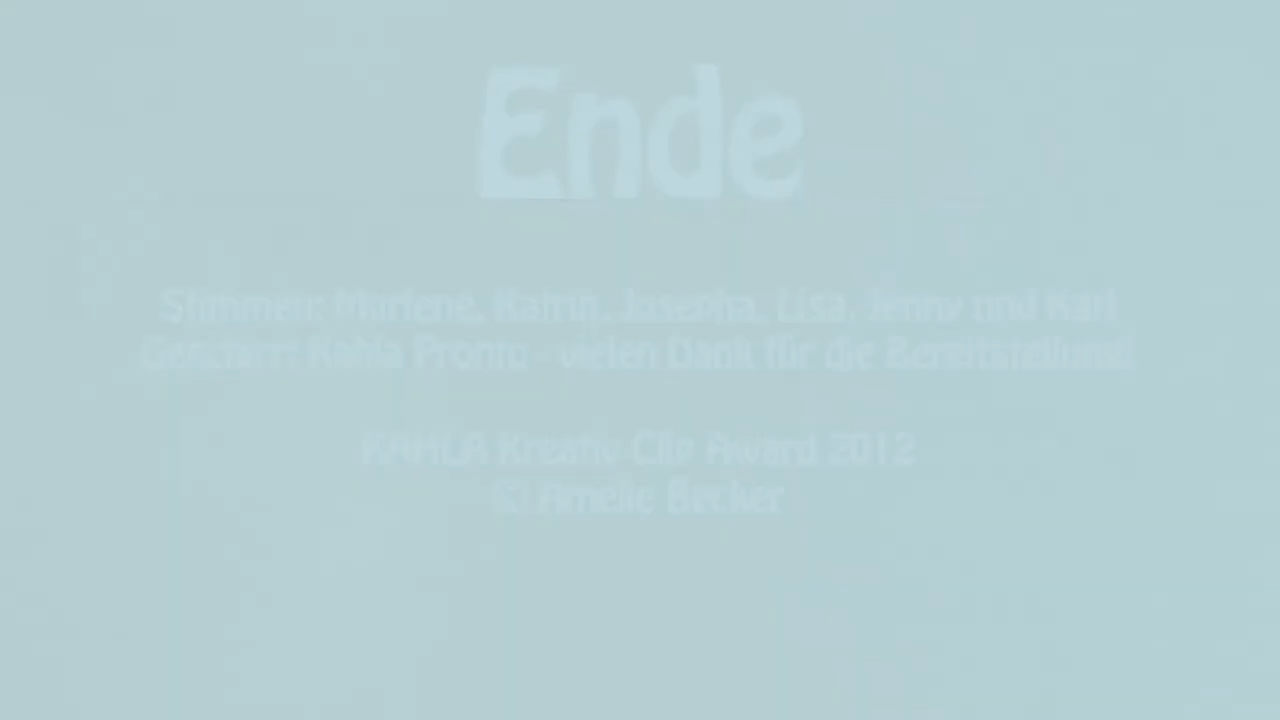 Ende
Stimmen: Marlene, Katrin, Josepha, Lisa, Jenny und Karl
Geschirr: Kahla Pronto - vielen Dank für die Bereitstellung!
KAHLA Kreativ Clip Award 2012
© Amelie Becker